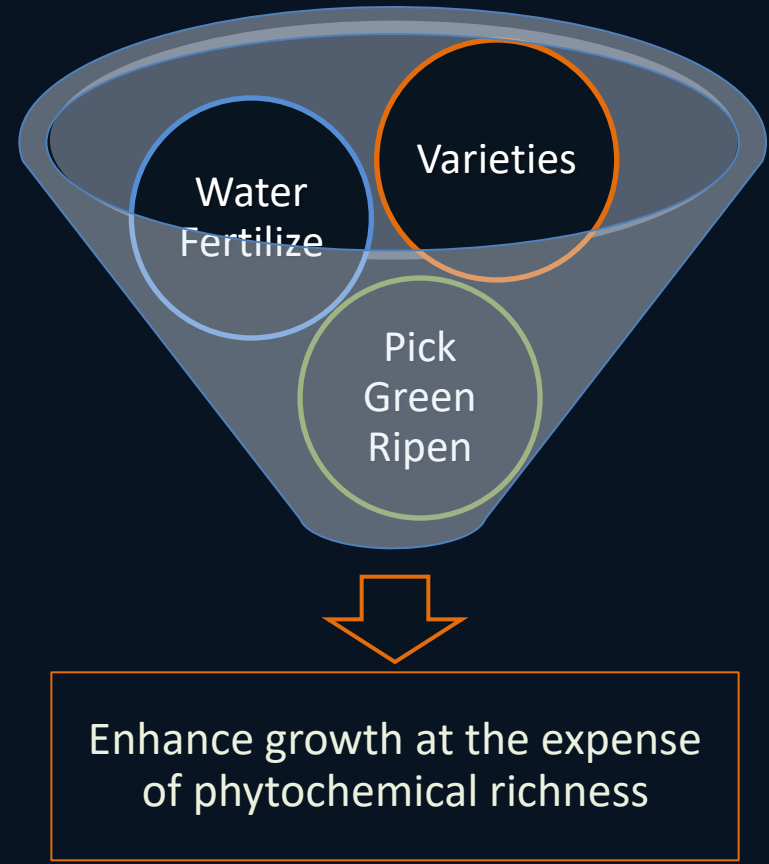 Water
Fertilize
Varieties
Pick
Green
Ripen
Enhance growth at the expense
of phytochemical richness